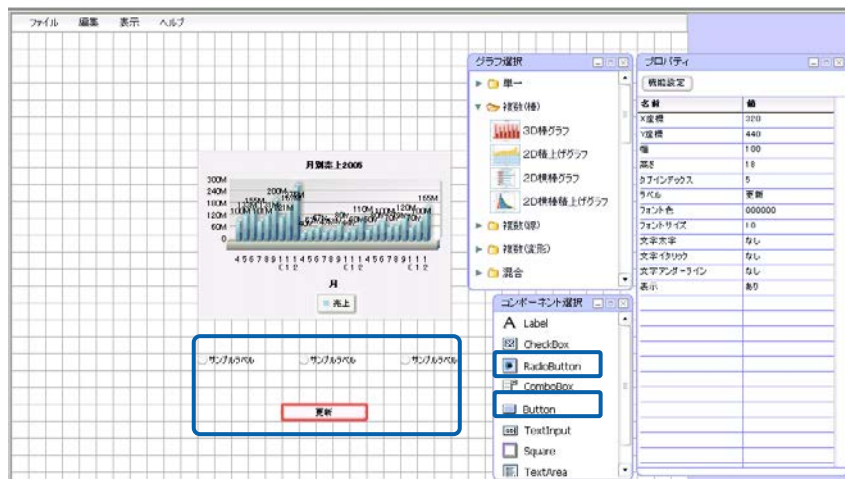 ファイル 編集 表示 ヘルプ
月別売上2005
300M
240M
180M
120M
60M
0
月
売上
サンプルラベル サンプルラベル サンプルラベル
更新
グラフ選択
単一
複数(棒)
3D棒グラフ
2D積上げグラフ
2D横棒グラフ
2D横棒積上げグラフ
複数(線)
複数(変形)
混合
コンポーネント選択
Label
CheckBox
RadioButton
ComboBox
Button
TextInput
Square
TextArea
プロパティ
機能設定
名前 値
X座標 320
Y座標 440
幅 100
高さ 18
タブインデックス 5
ラベル 更新
フォント色 000000
フォントサイズ 10
文字太字 なし
文字イタリック なし
文字アンダーライン なし
表示 あり